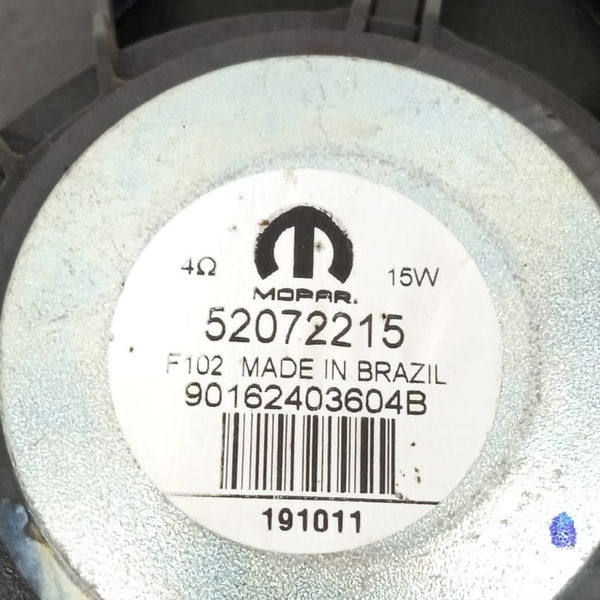 4Ω 15W
MOPAR.
52072215
F102 MADE IN BRAZIL
90162403604B
191011